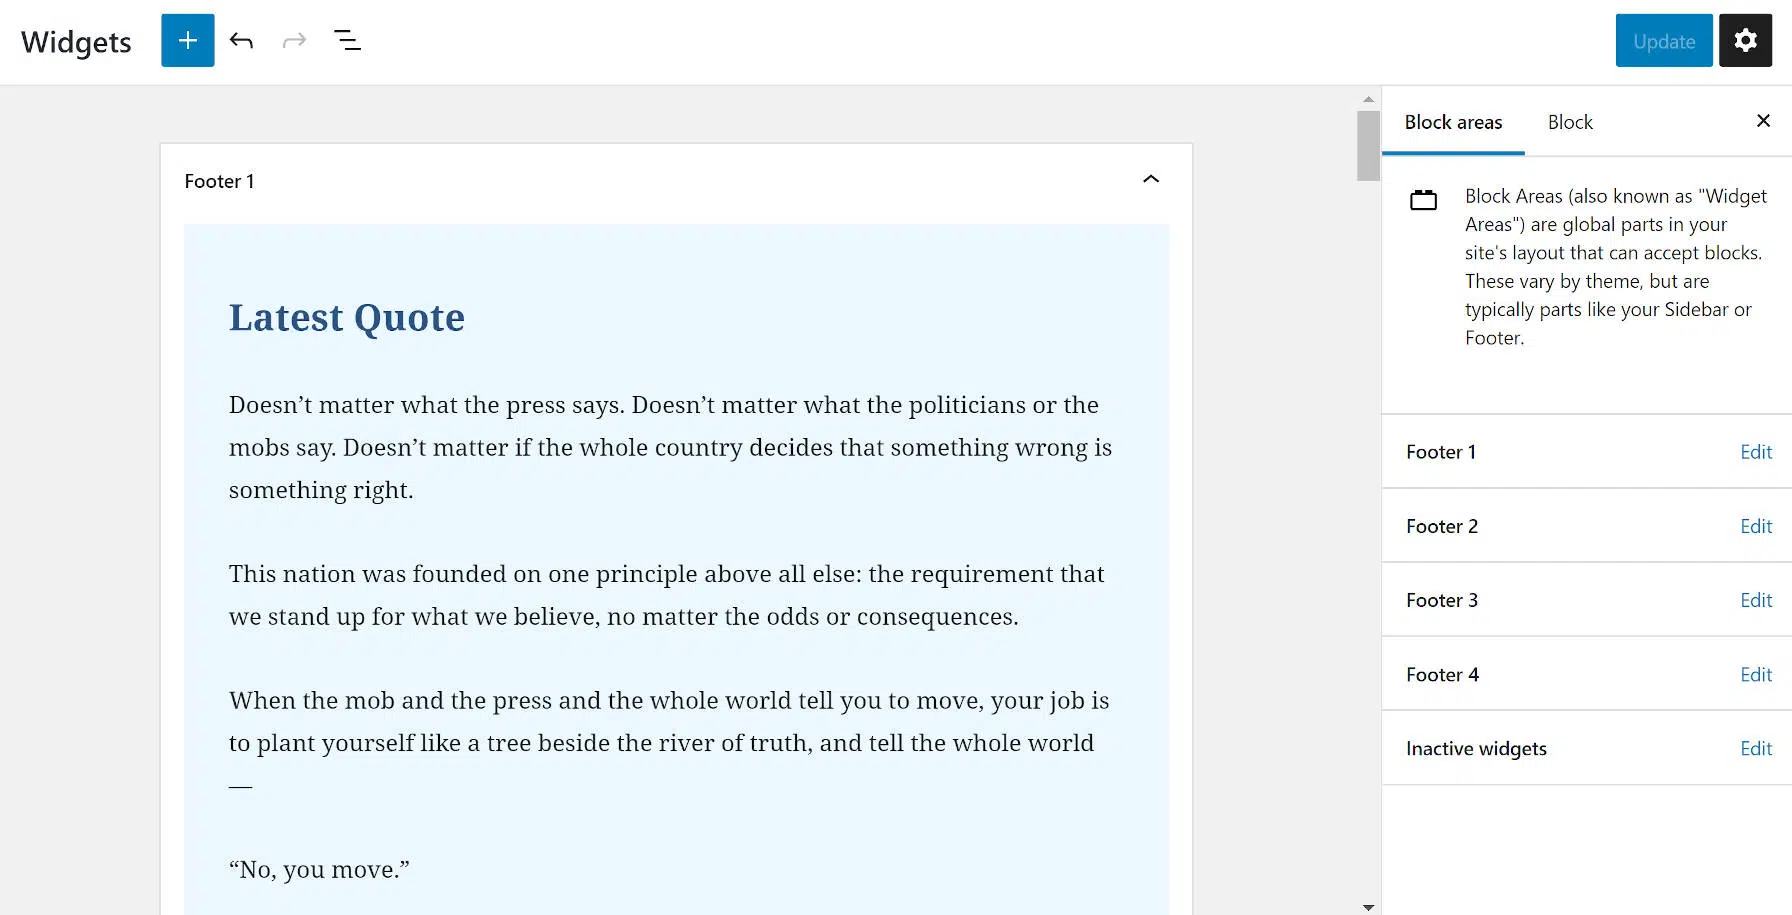 Widgets
Update
Block areas
Block
Block Areas (also known as "Widget
Areas") are global parts in your
site's layout that can accept blocks.
These vary by theme, but are
typically parts like your Sidebar or
Footer.
Footer 1
Latest Quote
Doesn’t matter what the press says. Doesn’t matter what the politicians or the
mobs say. Doesn’t matter if the whole country decides that something wrong is
something right.
This nation was founded on one principle above all else: the requirement that
we stand up for what we believe, no matter the odds or consequences.
When the mob and the press and the whole world tell you to move, your job is
to plant yourself like a tree beside the river of truth, and tell the whole world
—
“No, you move.”
Footer 1 Edit
Footer 2 Edit
Footer 3 Edit
Footer 4 Edit
Inactive widgets Edit